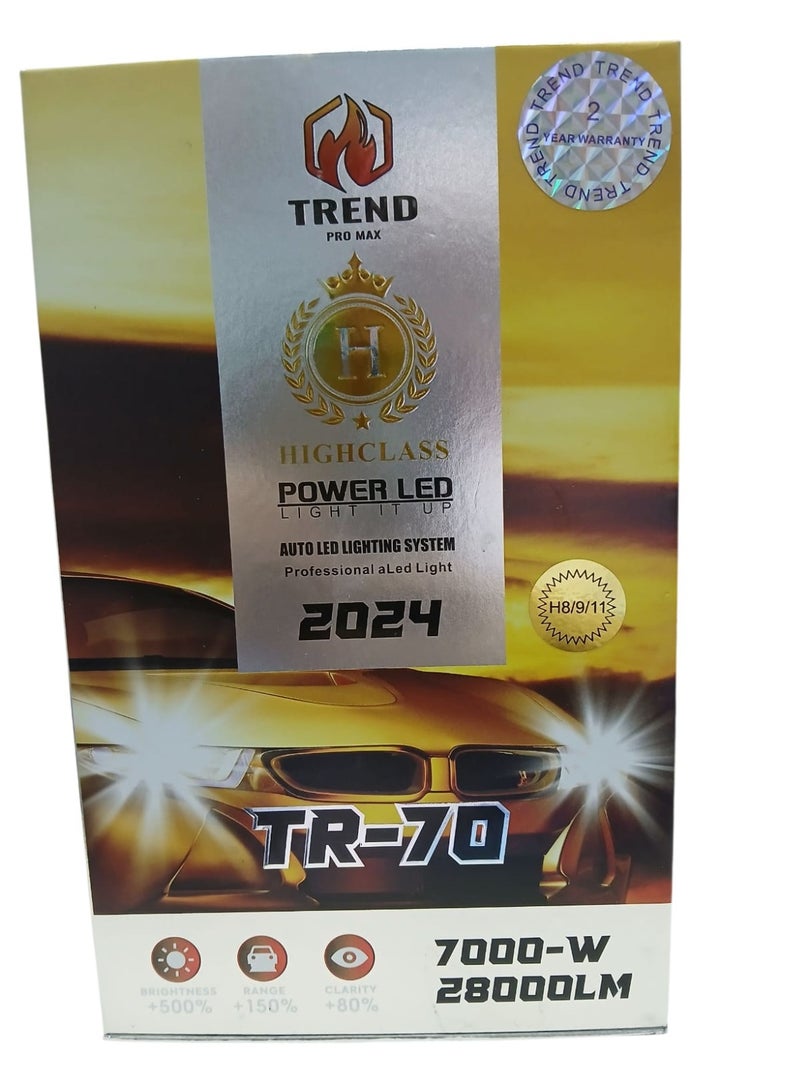 TREND
PRO MAX
TREND TREND TREND TREND TREND
2
YEAR WARRANTY
H
HIGHCLASS
POWER LED
LIGHT IT UP
AUTO LED LIGHTING SYSTEM
Professional aLed Light
2024
H8/9/11
TR-70
BRIGHTNESS
+500%
RANGE
+150%
CLARITY
+80%
7000-W
28000LM